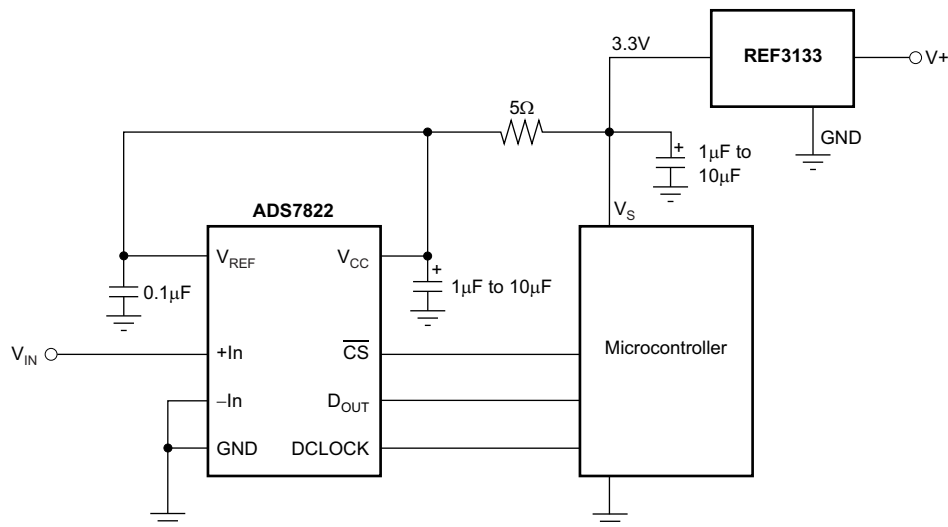 3.3V
REF3133
V+
5Ω
GND
1μF to
10μF
ADS7822
VS
VREF
VCC
0.1μF
1μF to 10μF
VIN
+In
CS
Microcontroller
–In
DOUT
GND
DCLOCK